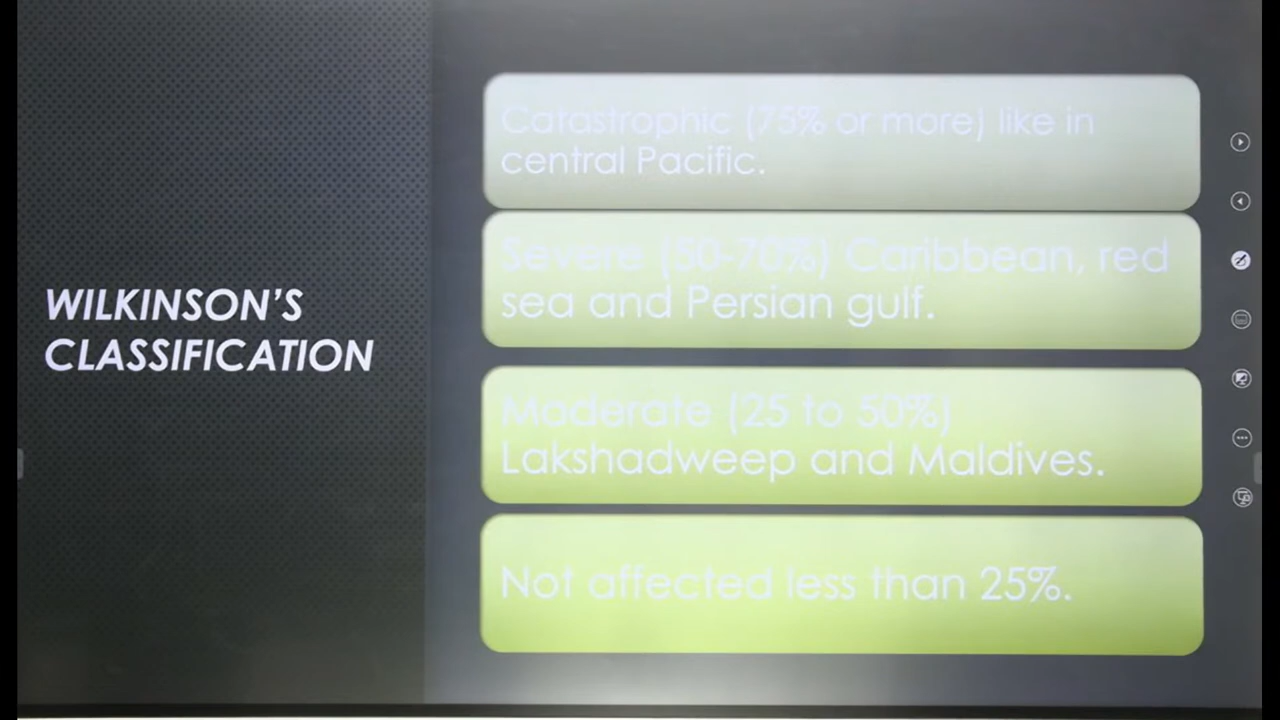 WILKINSON'S
CLASSIFICATION
Catastrophic (75% or more) like in
central Pacific.
Severe (50-70%) Caribbean, red
sea and Persian gulf.
Moderate (25 to 50%)
Lakshadweep and Maldives.
Not affected less than 25%.